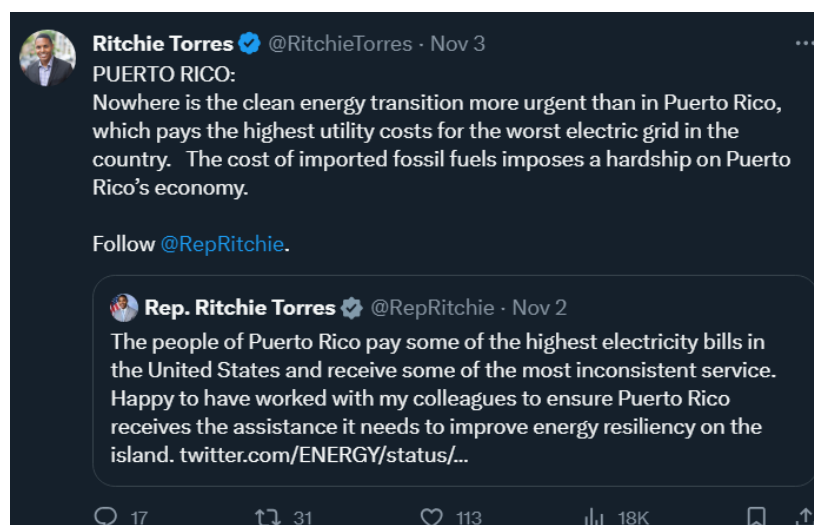 Ritchie Torres @RitchieTorres · Nov 3
PUERTO RICO:
Nowhere is the clean energy transition more urgent than in Puerto Rico,
which pays the highest utility costs for the worst electric grid in the
country.   The cost of imported fossil fuels imposes a hardship on Puerto
Rico's economy.
Follow @RepRitchie.
Rep. Ritchie Torres @RepRitchie · Nov 2
The people of Puerto Rico pay some of the highest electricity bills in
the United States and receive some of the most inconsistent service.
Happy to have worked with my colleagues to ensure Puerto Rico
receives the assistance it needs to improve energy resiliency on the
island. twitter.com/ENERGY/status/...
17 31 113 18K